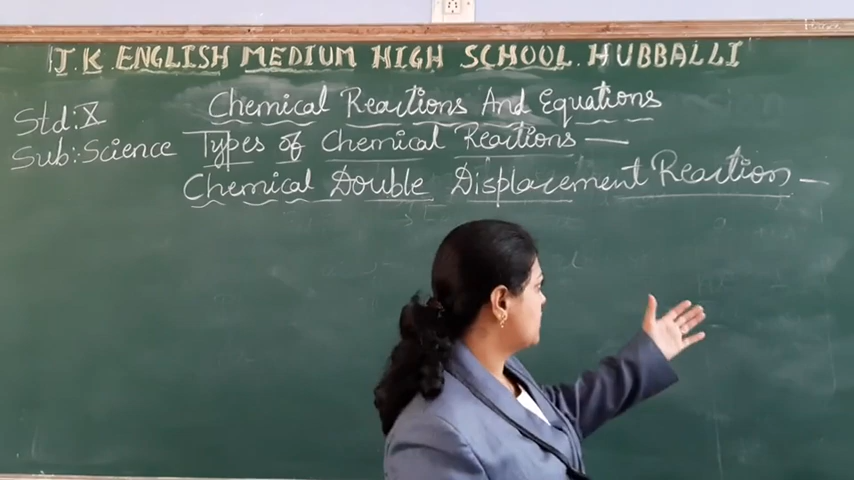 J.K ENGLISH MEDIUM HIGH SCHOOL. HUBBALLI
Std: X
Chemical Reactions And Equations
Sub: Science
Types of Chemical Reactions
Chemical Double Displacement Reaction